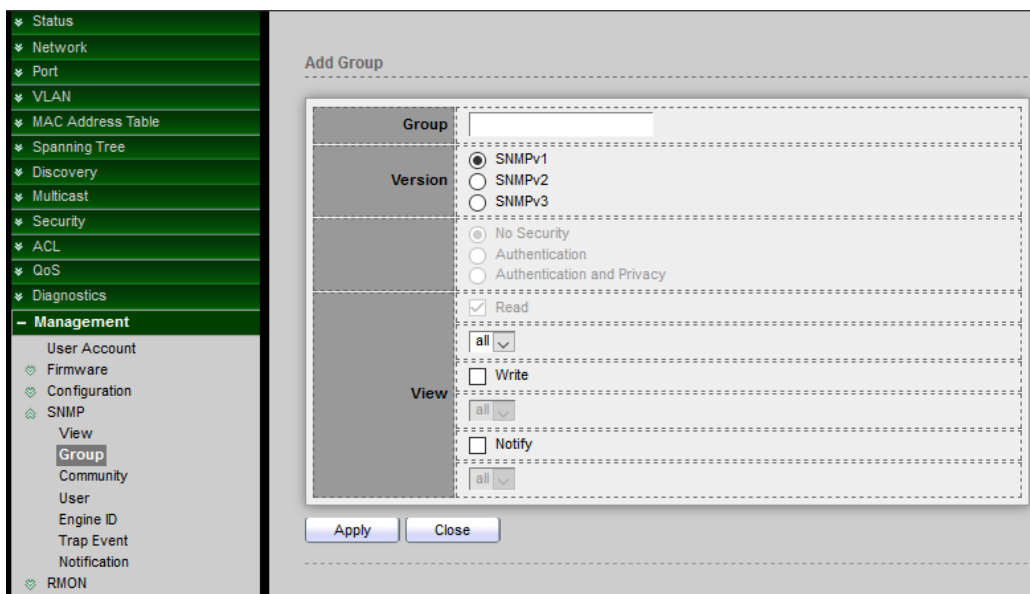 Status
Network
Port
VLAN
MAC Address Table
Spanning Tree
Discovery
Multicast
Security
ACL
QoS
Diagnostics
Management
User Account
Firmware
Configuration
SNMP
View
Group
Community
User
Engine ID
Trap Event
Notification
RMON
Add Group
Group
Version
SNMPv1
SNMPv2
SNMPv3
No Security
Authentication
Authentication and Privacy
View
Read
all
Write
all
Notify
all
Apply
Close